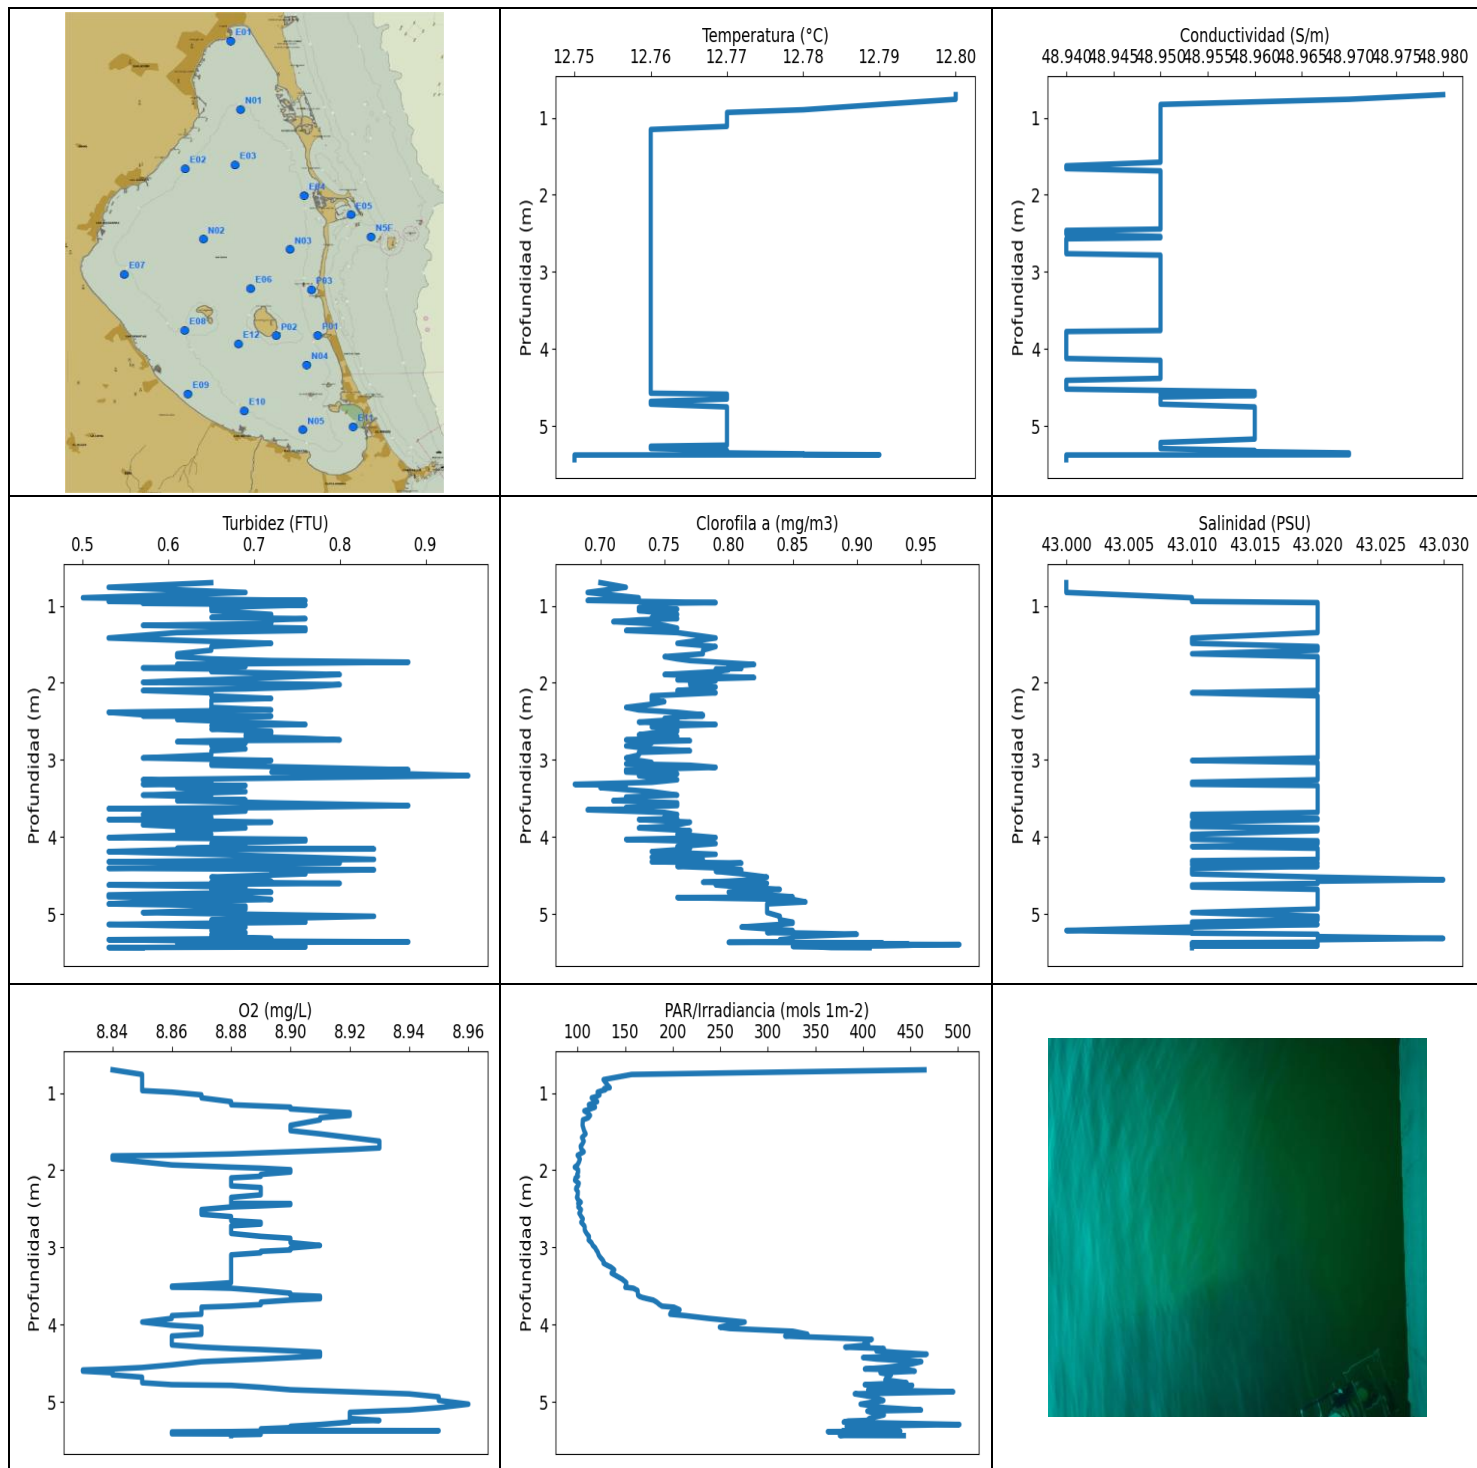 E01
N01
E02
E03
E04
E05
N5F
N02
N03
E07
E06
P03
E08
E12
P02
P01
N04
E09
E10
N05
E11
Temperatura (°C)
12.75 12.76 12.77 12.78 12.79 12.80
Profundidad (m)
1
2
3
4
5
Conductividad (S/m)
48.940 48.945 48.950 48.955 48.960 48.965 48.970 48.975 48.980
Profundidad (m)
1
2
3
4
5
Turbidez (FTU)
0.5 0.6 0.7 0.8 0.9
Profundidad (m)
1
2
3
4
5
Clorofila a (mg/m3)
0.70 0.75 0.80 0.85 0.90 0.95
Profundidad (m)
1
2
3
4
5
Salinidad (PSU)
43.000 43.005 43.010 43.015 43.020 43.025 43.030
Profundidad (m)
1
2
3
4
5
O2 (mg/L)
8.84 8.86 8.88 8.90 8.92 8.94 8.96
Profundidad (m)
1
2
3
4
5
PAR/Irradiancia (mols 1m-2)
100 150 200 250 300 350 400 450 500
Profundidad (m)
1
2
3
4
5